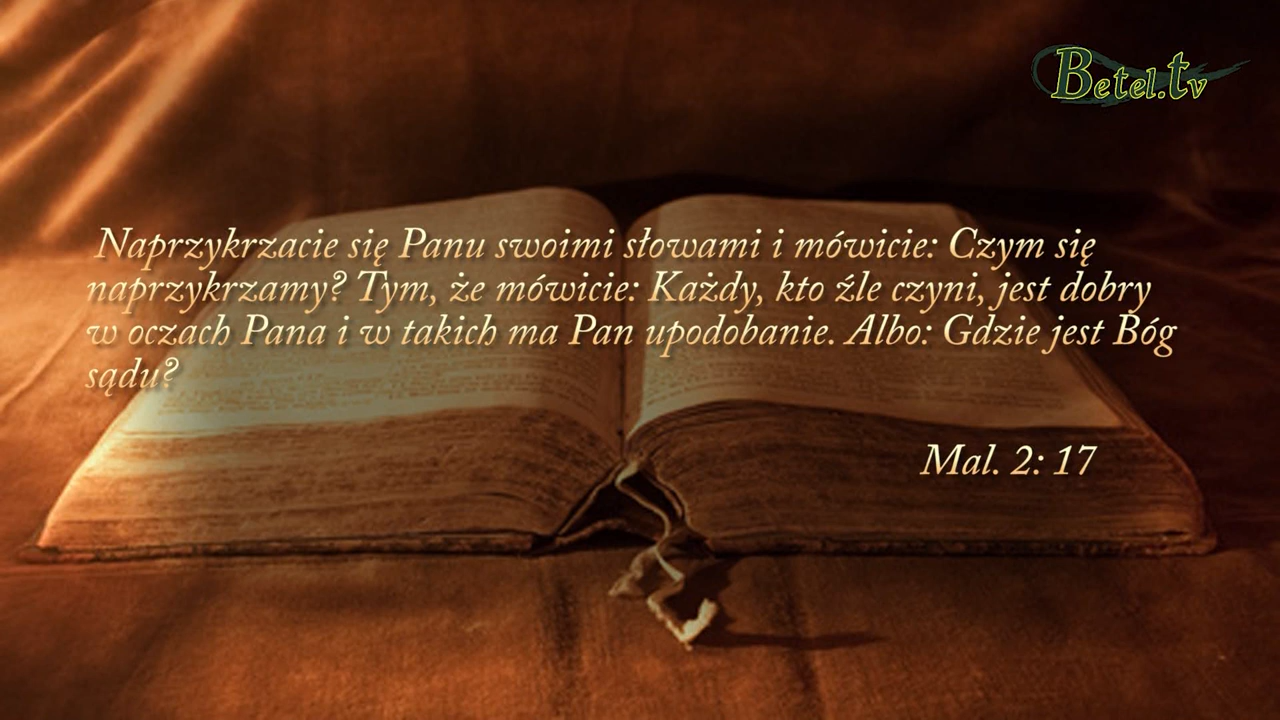 Betel.tv
Naprzykrzacie się Panu swoimi słowami i mówicie: Czym się
naprzykrzamy? Tym, że mówicie: Każdy, kto źle czyni, jest dobry
w oczach Pana i w takich ma Pan upodobanie. Albo: Gdzie jest Bóg
sądu?
Mal. 2: 17